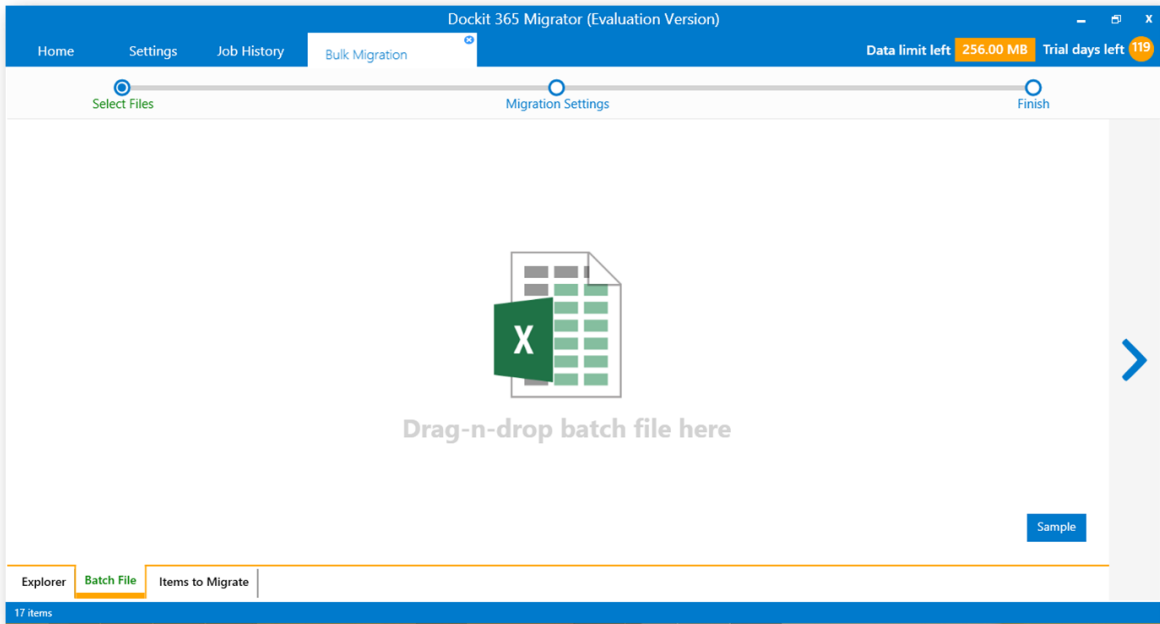 Dockit 365 Migrator (Evaluation Version)
Home Settings Job History Bulk Migration Data limit left 256.00 MB Trial days left 119
Select Files Migration Settings Finish
X
Drag-n-drop batch file here
Sample
Explorer Batch File Items to Migrate
17 items